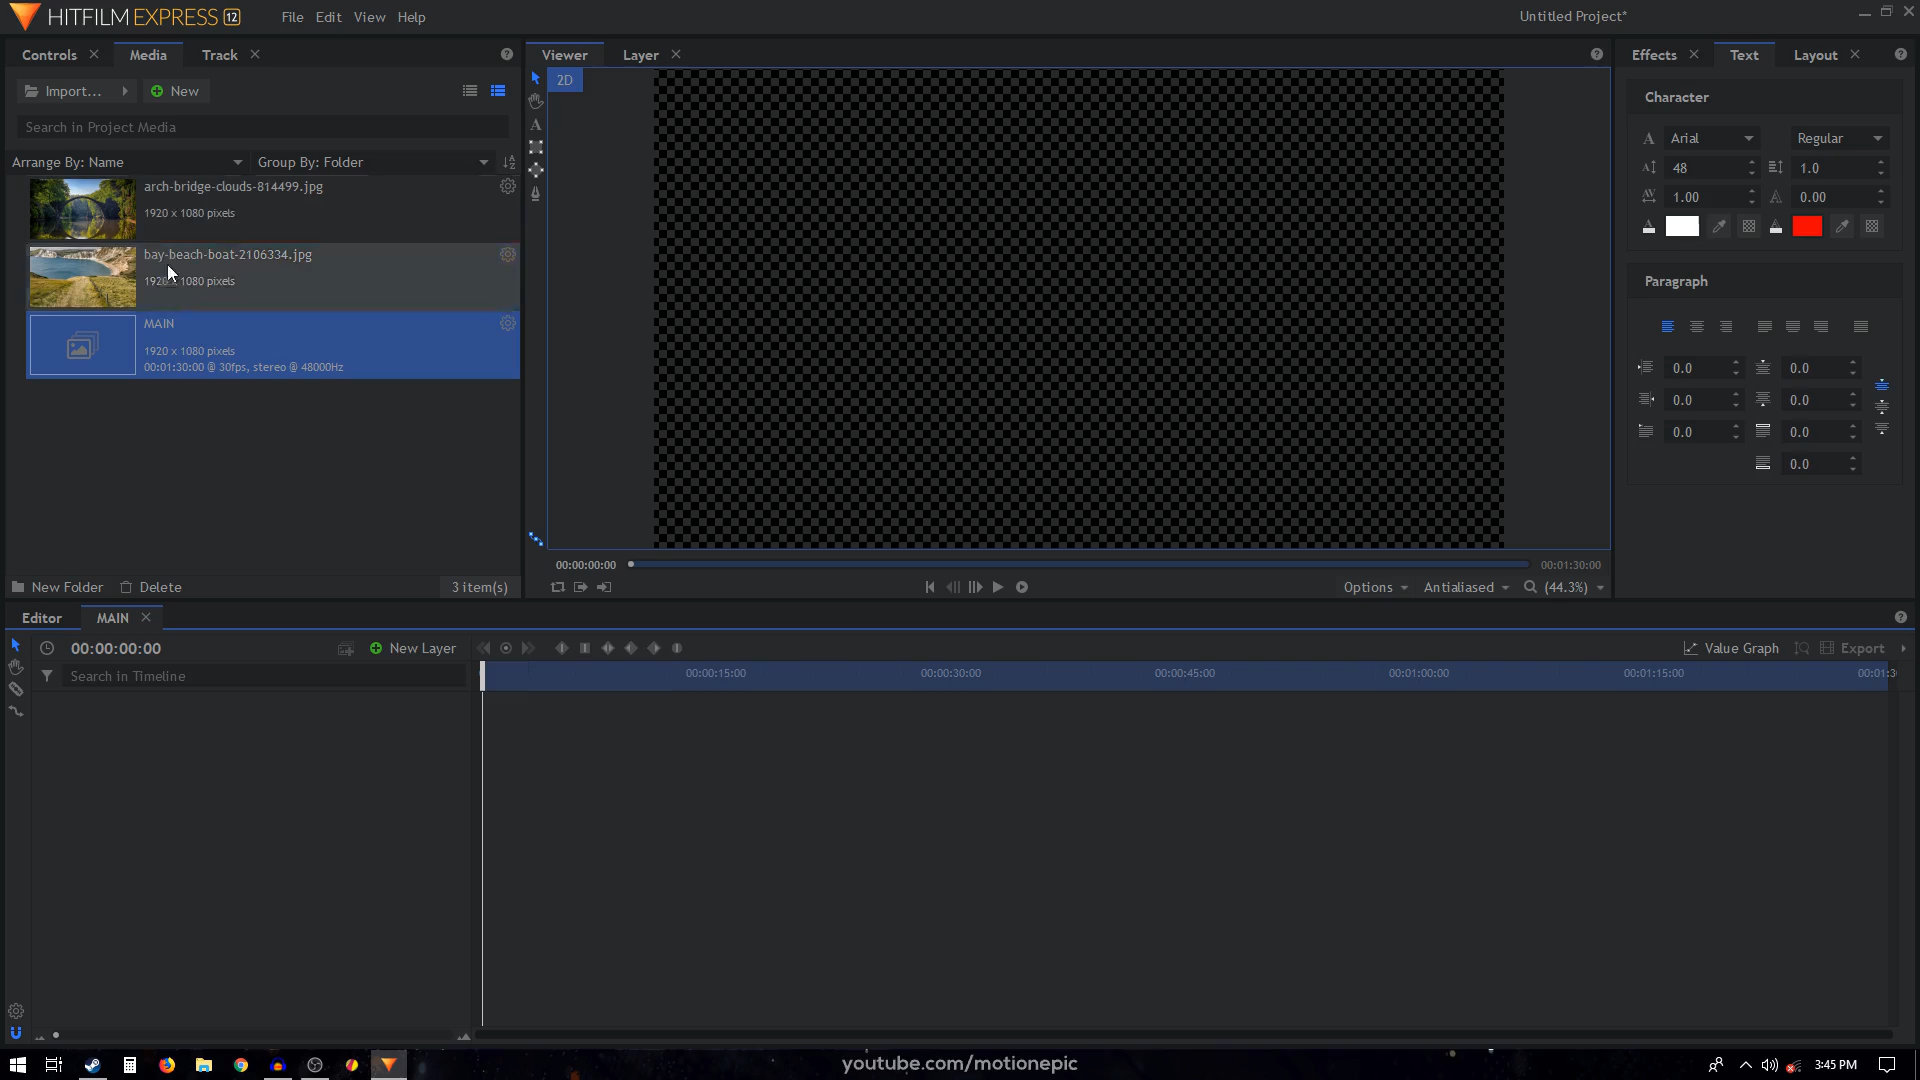 HITFILM EXPRESS 12
File Edit View Help
Untitled Project*
Controls Media Track
Viewer Layer
Effects Text Layout
Import... New
2D
Search in Project Media
Arrange By: Name Group By: Folder
arch-bridge-clouds-814499.jpg
1920 x 1080 pixels
bay-beach-boat-2106334.jpg
1920 x 1080 pixels
MAIN
1920 x 1080 pixels
00:01:30:00 @ 30fps, stereo @ 48000Hz
Character
Arial Regular
48 1.0
1.00 0.00
Paragraph
0.0 0.0
0.0 0.0
0.0 0.0
0.0
00:00:00:00 00:01:30:00
New Folder Delete 3 item(s)
Options Antialiased (44.3%)
Editor MAIN
00:00:00:00 New Layer
Value Graph Export
Search in Timeline
00:00:15:00 00:00:30:00 00:00:45:00 00:01:00:00 00:01:15:00 00:01:3
youtube.com/motionepic
3:45 PM